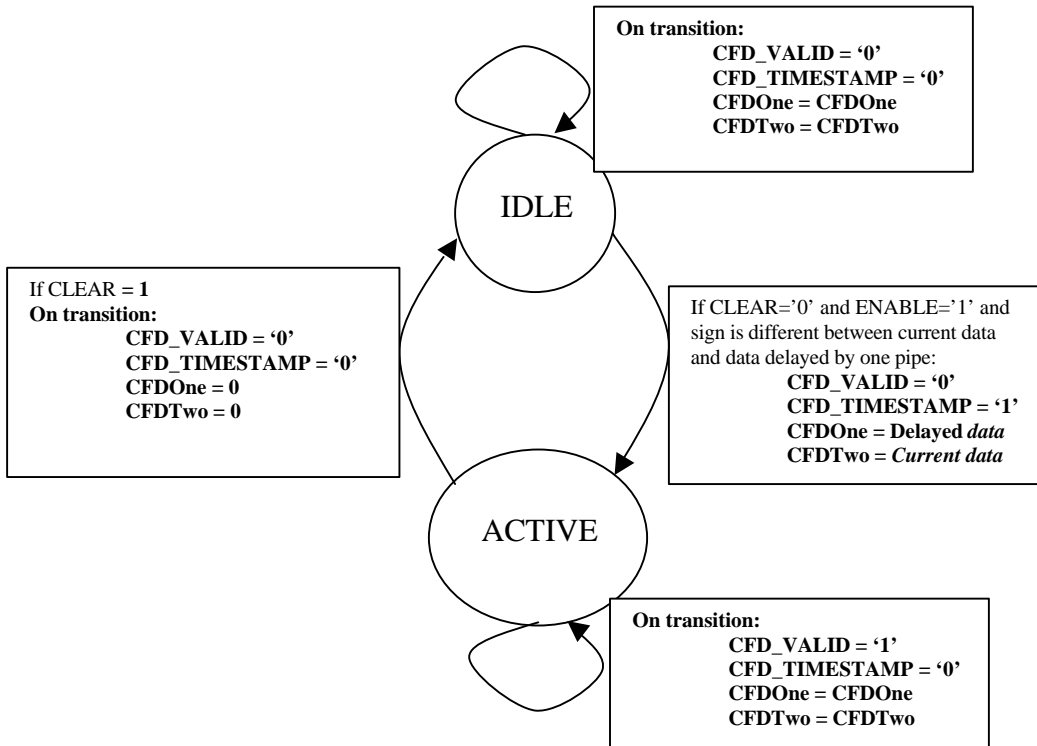 On transition:
CFD_VALID = ‘0’
CFD_TIMESTAMP = ‘0’
CFDOne = CFDOne
CFDTwo = CFDTwo
IDLE
If CLEAR = 1
On transition:
CFD_VALID = ‘0’
CFD_TIMESTAMP = ‘0’
CFDOne = 0
CFDTwo = 0
If CLEAR=’0’ and ENABLE=’1’ and
sign is different between current data
and data delayed by one pipe:
CFD_VALID = ‘0’
CFD_TIMESTAMP = ‘1’
CFDOne = Delayed data
CFDTwo = Current data
ACTIVE
On transition:
CFD_VALID = ‘1’
CFD_TIMESTAMP = ‘0’
CFDOne = CFDOne
CFDTwo = CFDTwo